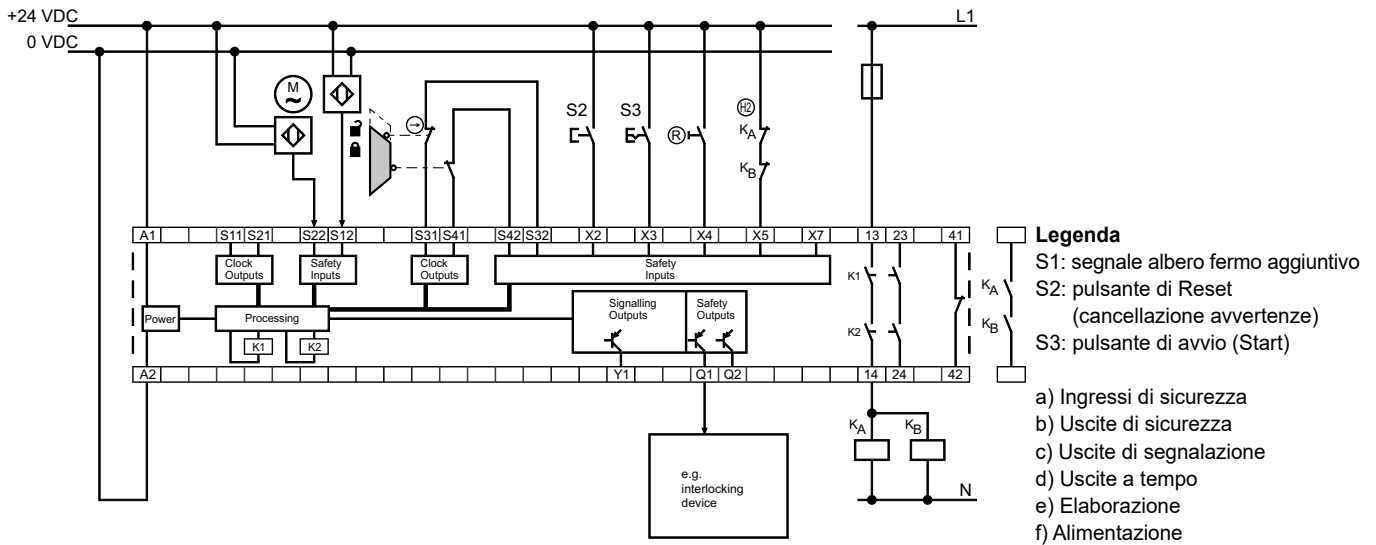 +24 VDC
L1
0 VDC
M
~
S2
S3
R
H2
KA
KB
A1 S11 S21 S22 S12 S31 S41 S42 S32 X2 X3 X4 X5 X7 13 23 41
Clock Outputs
Safety Inputs
Clock Outputs
Safety Inputs
K1
KA
Power
Processing
Signalling Outputs
Safety Outputs
K1
K2
K2
KB
A2 Y1 Q1 Q2 14 24 42
KA
KB
e.g.
interlocking
device
N
Legenda
S1: segnale albero fermo aggiuntivo
S2: pulsante di Reset
(cancellazione avvertenze)
S3: pulsante di avvio (Start)
a) Ingressi di sicurezza
b) Uscite di sicurezza
c) Uscite di segnalazione
d) Uscite a tempo
e) Elaborazione
f) Alimentazione